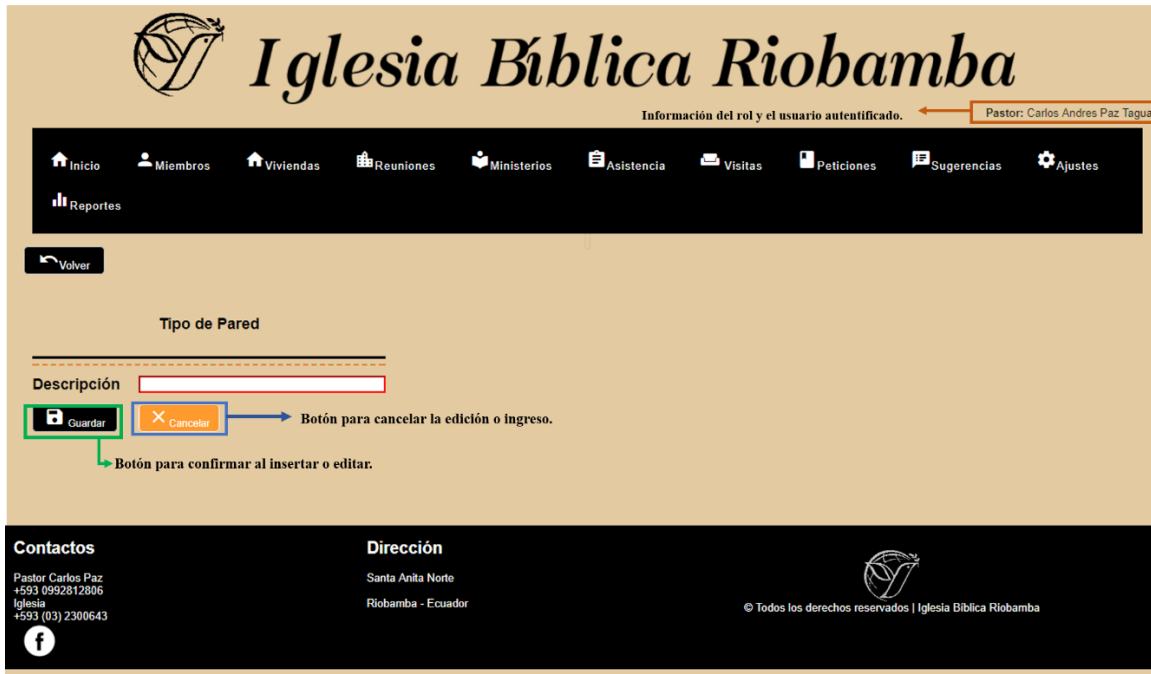 Iglesia Bíblica Riobamba
Información del rol y el usuario autentificado.
Pastor: Carlos Andres Paz Tagua
Inicio Miembros Viviendas Reuniones Ministerios Asistencia Visitas Peticiones Sugerencias Ajustes
Reportes
Volver
Tipo de Pared
Descripción
Guardar Cancelar Botón para cancelar la edición o ingreso.
Botón para confirmar al insertar o editar.
Contactos
Pastor Carlos Paz
+593 0992812806
Iglesia
+593 (03) 2300643
Dirección
Santa Anita Norte
Riobamba - Ecuador
© Todos los derechos reservados | Iglesia Bíblica Riobamba